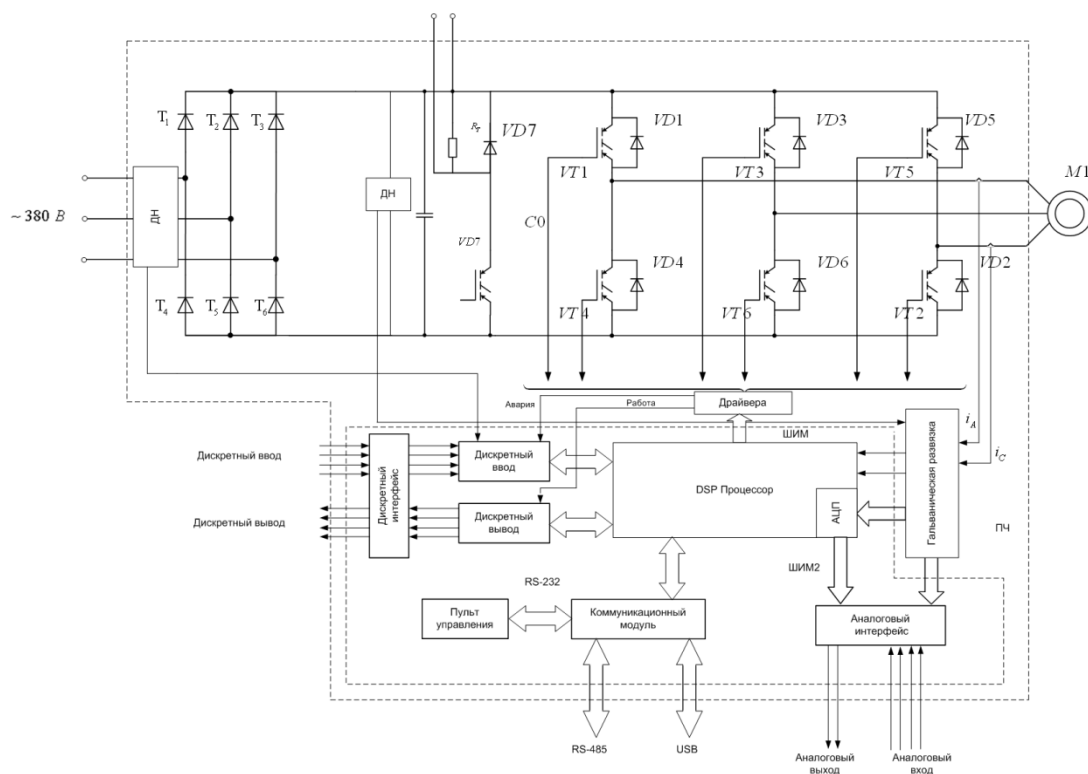 T1
T2
T3
R_T
VD7
VD1
VD3
VD5
VT1
VT3
VT5
M1
~ 380 В
ДН
ДН
C0
VD7
VD4
VD6
VD2
T4
T5
T6
VT4
VT6
VT2
Авария
Работа
Драйвера
ШИМ
i_A
i_C
Дискретный ввод
Дискретный вывод
Дискретный
интерфейс
Дискретный
ввод
Дискретный
вывод
DSP Процессор
АЦП
Гальваническая развязка
ПЧ
ШИМ2
RS-232
Пульт
управления
Коммуникационный
модуль
Аналоговый
интерфейс
RS-485
USB
Аналоговый
выход
Аналоговый
вход